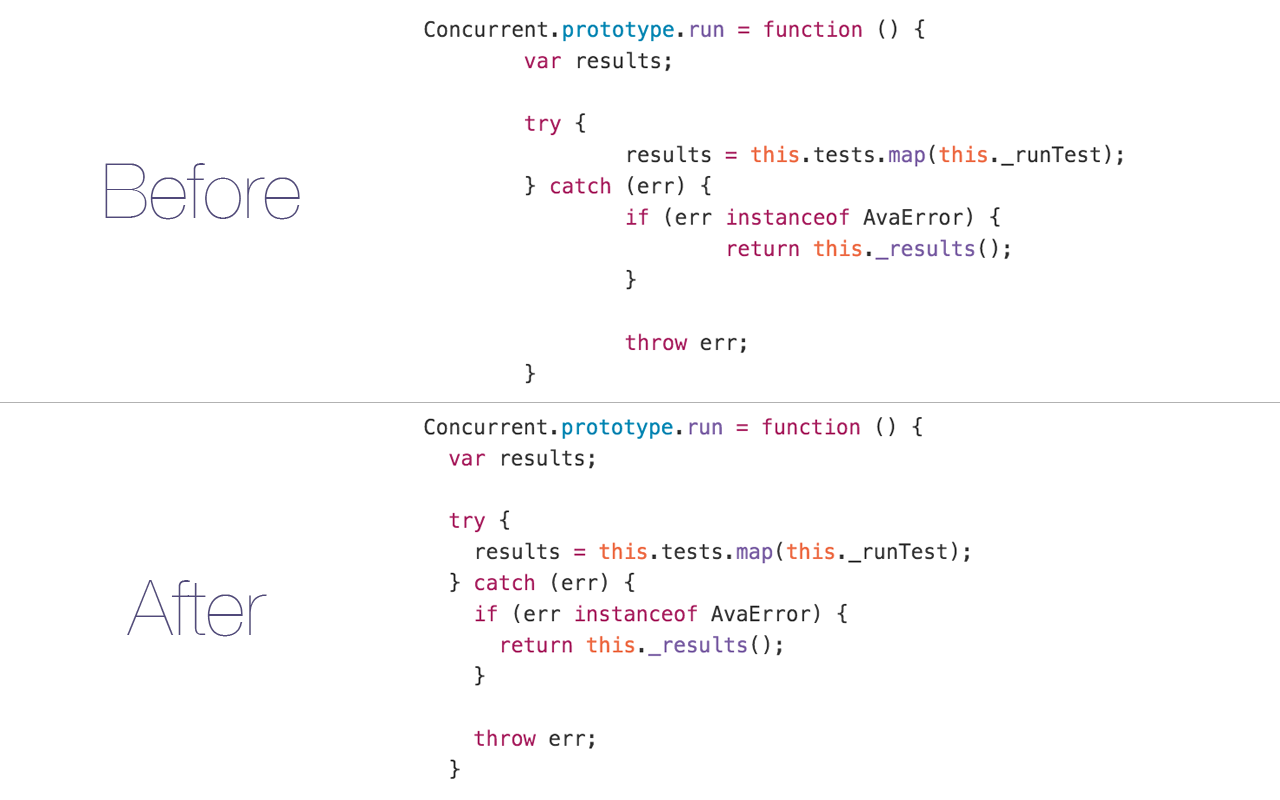 Before
Concurrent.prototype.run = function () {
        var results;

        try {
                results = this.tests.map(this._runTest);
        } catch (err) {
                if (err instanceof AvaError) {
                        return this._results();
                }

                throw err;
        }
After
Concurrent.prototype.run = function () {
  var results;

  try {
    results = this.tests.map(this._runTest);
  } catch (err) {
    if (err instanceof AvaError) {
      return this._results();
    }

    throw err;
  }